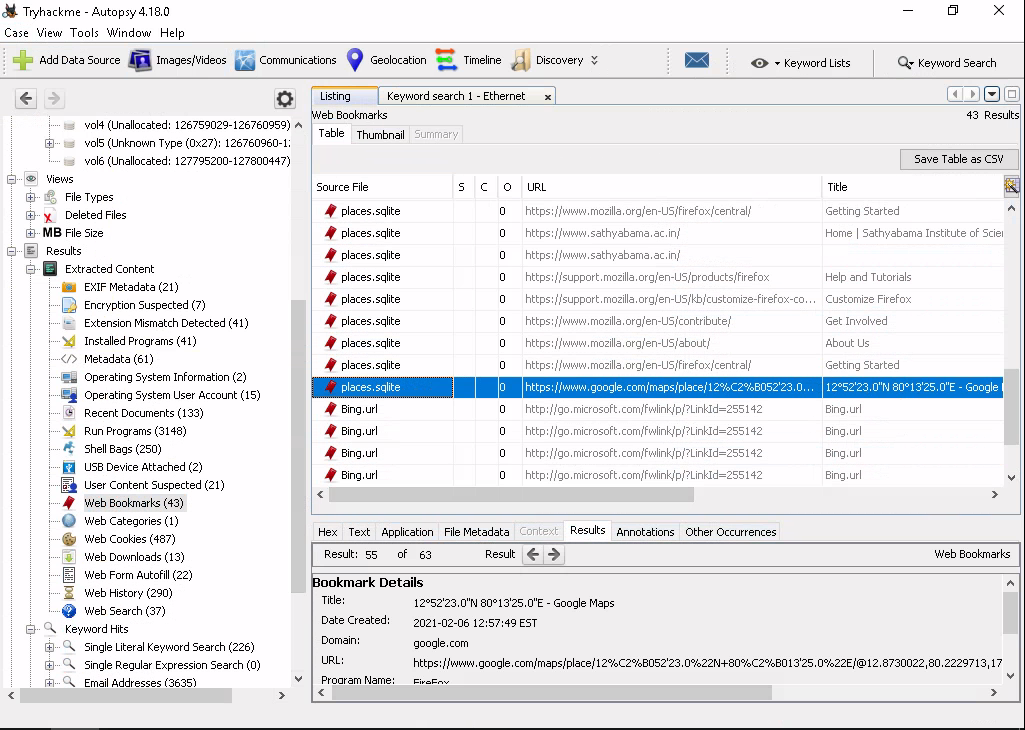 Tryhackme - Autopsy 4.18.0
Case View Tools Window Help
Add Data Source Images/Videos Communications Geolocation Timeline Discovery Keyword Lists Keyword Search
vol4 (Unallocated: 126759029-126760959)
vol5 (Unknown Type (0x27): 126760960-1
vol6 (Unallocated: 127795200-127800447)
Views
File Types
Deleted Files
MB File Size
Results
Extracted Content
EXIF Metadata (21)
Encryption Suspected (7)
Extension Mismatch Detected (41)
Installed Programs (41)
Metadata (61)
Operating System Information (2)
Operating System User Account (15)
Recent Documents (133)
Run Programs (3148)
Shell Bags (250)
USB Device Attached (2)
User Content Suspected (21)
Web Bookmarks (43)
Web Categories (1)
Web Cookies (487)
Web Downloads (13)
Web Form Autofill (22)
Web History (290)
Web Search (37)
Keyword Hits
Single Literal Keyword Search (226)
Single Regular Expression Search (0)
Email Addresses (3635)
Listing Keyword search 1 - Ethernet x
Web Bookmarks 43 Results
Table Thumbnail Summary
Save Table as CSV
Source File S C O URL Title
places.sqlite 0 https://www.mozilla.org/en-US/firefox/central/ Getting Started
places.sqlite 0 https://www.sathyabama.ac.in/ Home | Sathyabama Institute of Scien
places.sqlite 0 https://www.sathyabama.ac.in/
places.sqlite 0 https://support.mozilla.org/en-US/products/firefox Help and Tutorials
places.sqlite 0 https://support.mozilla.org/en-US/kb/customize-firefox-co... Customize Firefox
places.sqlite 0 https://www.mozilla.org/en-US/contribute/ Get Involved
places.sqlite 0 https://www.mozilla.org/en-US/about/ About Us
places.sqlite 0 https://www.mozilla.org/en-US/firefox/central/ Getting Started
places.sqlite 0 https://www.google.com/maps/place/12%C2%B052'23.0... 12°52'23.0"N 80°13'25.0"E - Google
Bing.url 0 http://go.microsoft.com/fwlink/p/?LinkId=255142 Bing.url
Bing.url 0 http://go.microsoft.com/fwlink/p/?LinkId=255142 Bing.url
Bing.url 0 http://go.microsoft.com/fwlink/p/?LinkId=255142 Bing.url
Bing.url 0 http://go.microsoft.com/fwlink/p/?LinkId=255142 Bing.url
Hex Text Application File Metadata Context Results Annotations Other Occurrences
Result: 55 of 63 Result Web Bookmarks
Bookmark Details
Title: 12°52'23.0"N 80°13'25.0"E - Google Maps
Date Created: 2021-02-06 12:57:49 EST
Domain: google.com
URL: https://www.google.com/maps/place/12%C2%B052'23.0%22N+80%C2%B013'25.0%22E/@12.8730022,80.2229713,17
Program Name: FireFox